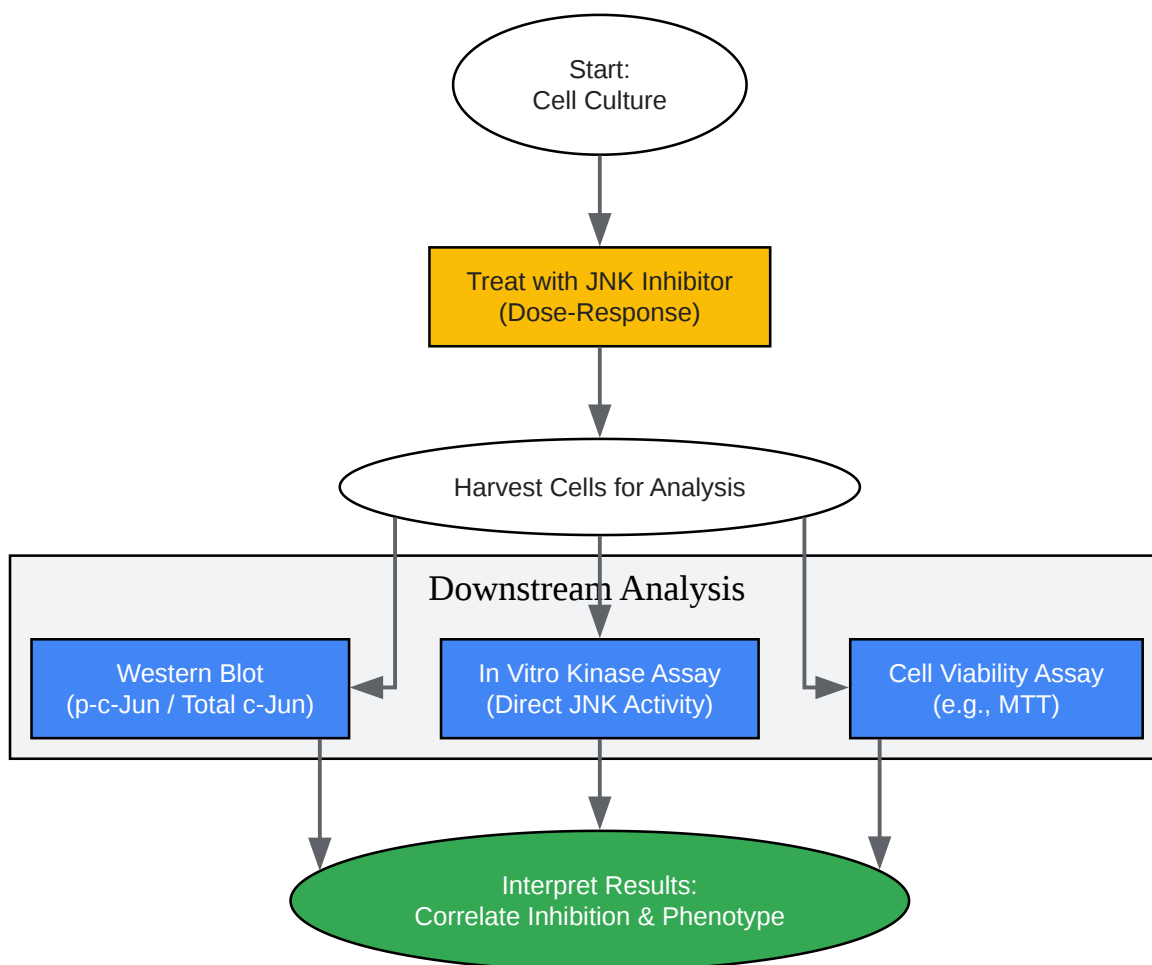 Start:
Cell Culture
Treat with JNK Inhibitor
(Dose-Response)
Harvest Cells for Analysis
Downstream Analysis
Western Blot
(p-c-Jun / Total c-Jun)
In Vitro Kinase Assay
(Direct JNK Activity)
Cell Viability Assay
(e.g., MTT)
Interpret Results:
Correlate Inhibition & Phenotype